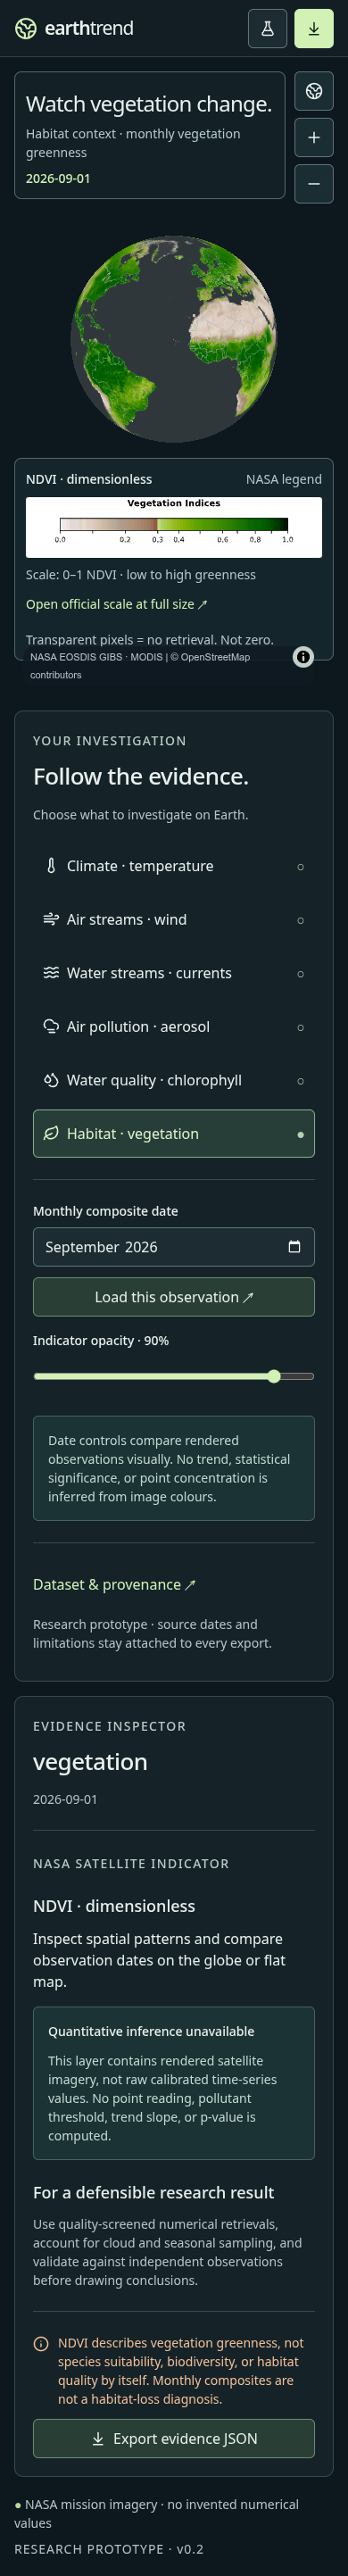 earthtrend
Watch vegetation change.
Habitat context · monthly vegetation
greenness
2026-09-01
NDVI · dimensionless
NASA legend
Vegetation Indices
0.0 0.2 0.3 0.4 0.6 0.8 1.0
Scale: 0–1 NDVI · low to high greenness
Open official scale at full size ↗
Transparent pixels = no retrieval. Not zero.
NASA EOSDIS GIBS · MODIS | © OpenStreetMap
contributors
YOUR INVESTIGATION
Follow the evidence.
Choose what to investigate on Earth.
Climate · temperature
Air streams · wind
Water streams · currents
Air pollution · aerosol
Water quality · chlorophyll
Habitat · vegetation
Monthly composite date
September 2026
Load this observation ↗
Indicator opacity · 90%
Date controls compare rendered
observations visually. No trend, statistical
significance, or point concentration is
inferred from image colours.
Dataset & provenance ↗
Research prototype · source dates and
limitations stay attached to every export.
EVIDENCE INSPECTOR
vegetation
2026-09-01
NASA SATELLITE INDICATOR
NDVI · dimensionless
Inspect spatial patterns and compare
observation dates on the globe or flat
map.
Quantitative inference unavailable
This layer contains rendered satellite
imagery, not raw calibrated time-series
values. No point reading, pollutant
threshold, trend slope, or p-value is
computed.
For a defensible research result
Use quality-screened numerical retrievals,
account for cloud and seasonal sampling, and
validate against independent observations
before drawing conclusions.
NDVI describes vegetation greenness, not
species suitability, biodiversity, or habitat
quality by itself. Monthly composites are
not a habitat-loss diagnosis.
Export evidence JSON
● NASA mission imagery · no invented numerical
values
RESEARCH PROTOTYPE · v0.2